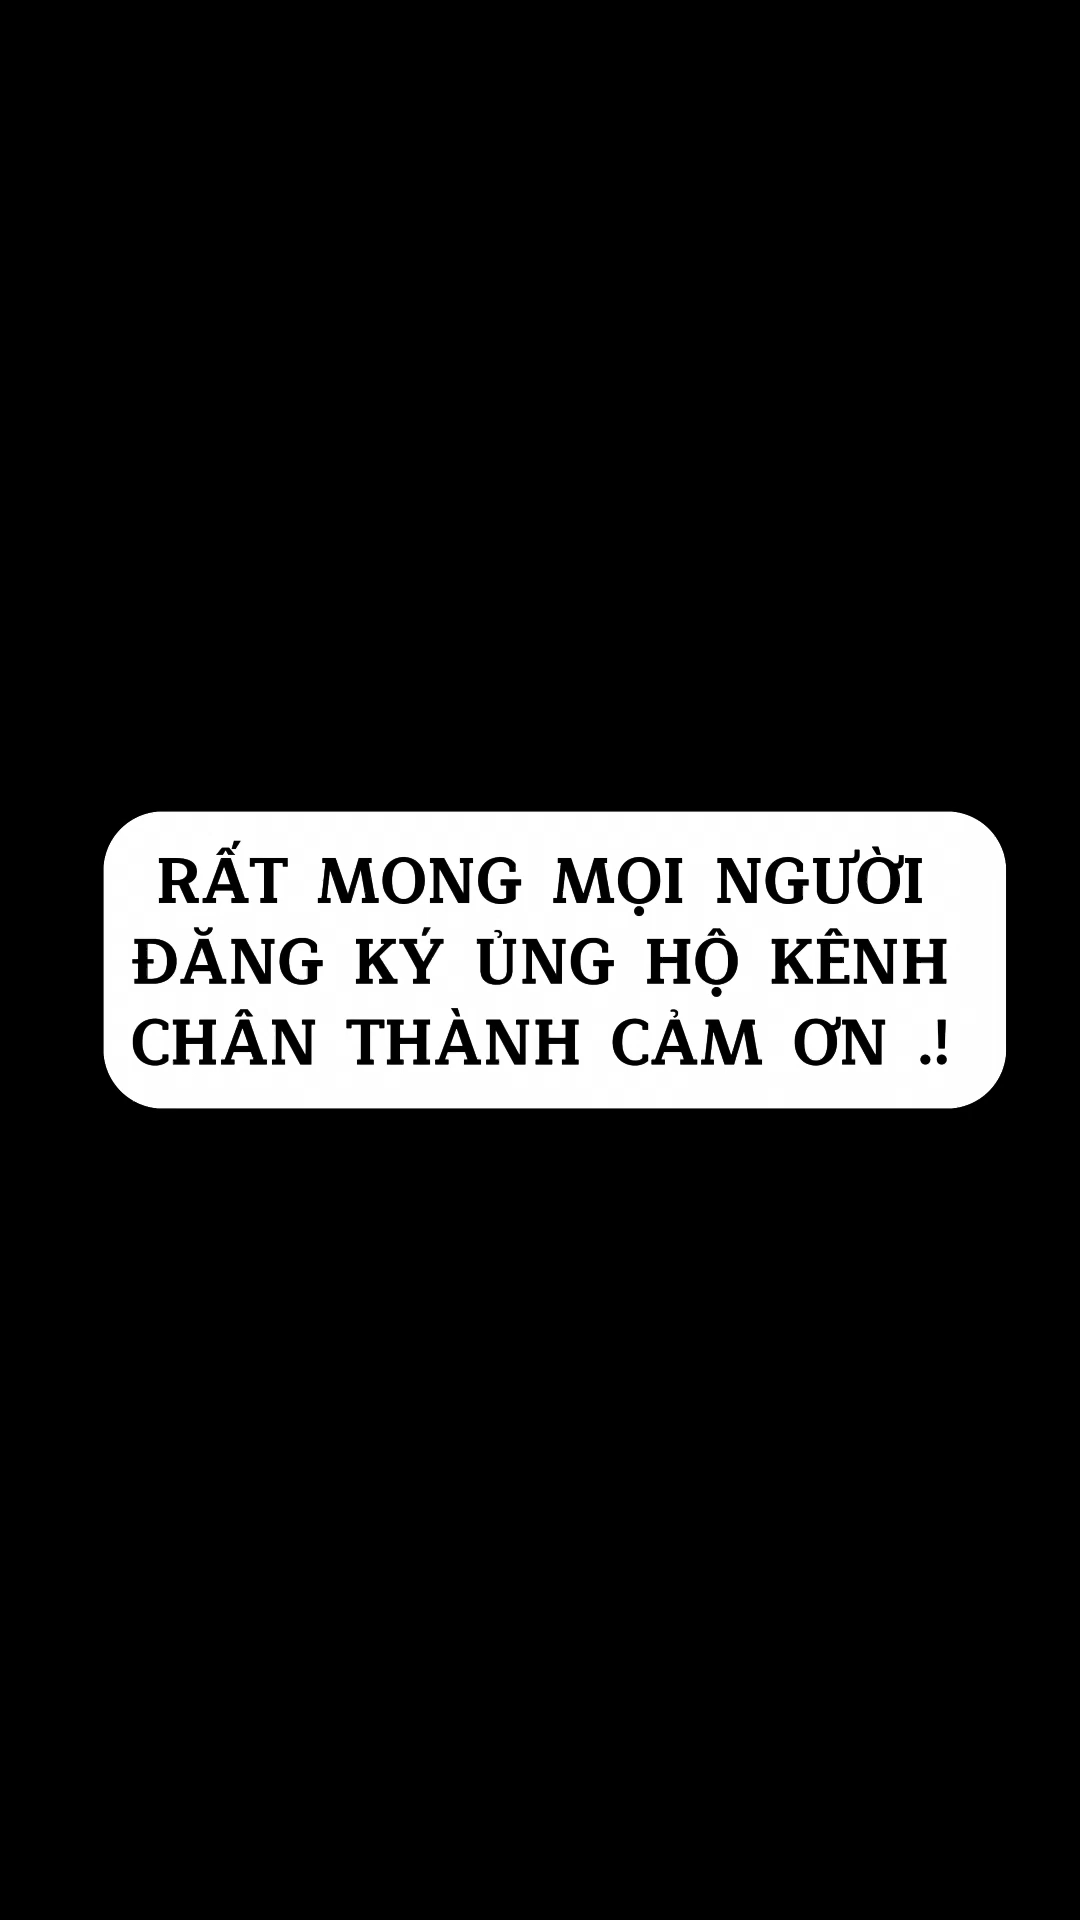 RẤT MONG MỌI NGƯỜI
ĐĂNG KÝ ỦNG HỘ KÊNH
CHÂN THÀNH CẢM ƠN .!